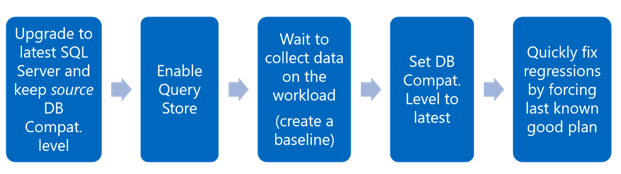 Upgrade to
latest SQL
Server and
keep source
DB
Compat.
level
Enable
Query
Store
Wait to
collect data
on the
workload
(create a
baseline)
Set DB
Compat.
Level to
latest
Quickly fix
regressions
by forcing
last known
good plan